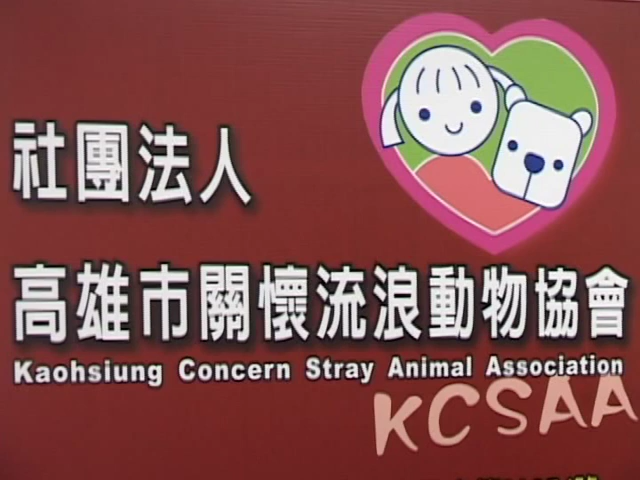 社團法人
高雄市關懷流浪動物協會
Kaohsiung Concern Stray Animal Association
KCSAA